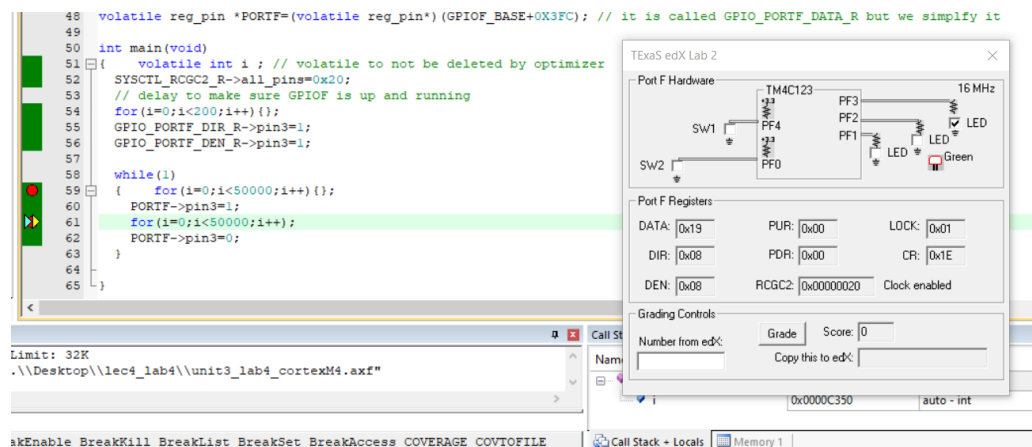 48 volatile reg_pin *PORTF=(volatile reg_pin*)(GPIOF_BASE+0X3FC); // it is called GPIO_PORTF_DATA_R but we simplfy it
49
50 int main(void)
51 { volatile int i ; // volatile to not be deleted by optimizer
52 SYSCTL_RCGC2_R->all_pins=0x20;
53 // delay to make sure GPIOF is up and running
54 for(i=0;i<200;i++){};
55 GPIO_PORTF_DIR_R->pin3=1;
56 GPIO_PORTF_DEN_R->pin3=1;
57
58 while(1)
59 { for(i=0;i<50000;i++){};
60 PORTF->pin3=1;
61 for(i=0;i<50000;i++);
62 PORTF->pin3=0;
63 }
64
65 }
TExaS edX Lab 2
Port F Hardware
TM4C123
16 MHz
+3.3
PF3
SW1
PF4
PF2
LED
+3.3
PF1
LED
LED
Green
SW2
PF0
Port F Registers
DATA: 0x19 PUR: 0x00 LOCK: 0x01
DIR: 0x08 PDR: 0x00 CR: 0x1E
DEN: 0x08 RCGC2: 0x00000020 Clock enabled
Grading Controls
Number from edX:
Grade Score: 0
Copy this to edX:
Limit: 32K
.\\Desktop\\lec4_lab4\\unit3_lab4_cortexM4.axf"
Call St
Nam
i 0x0000C350 auto - int
akEnable BreakKill BreakList BreakSet BreakAccess COVERAGE COVTOFILE
Call Stack + Locals Memory 1